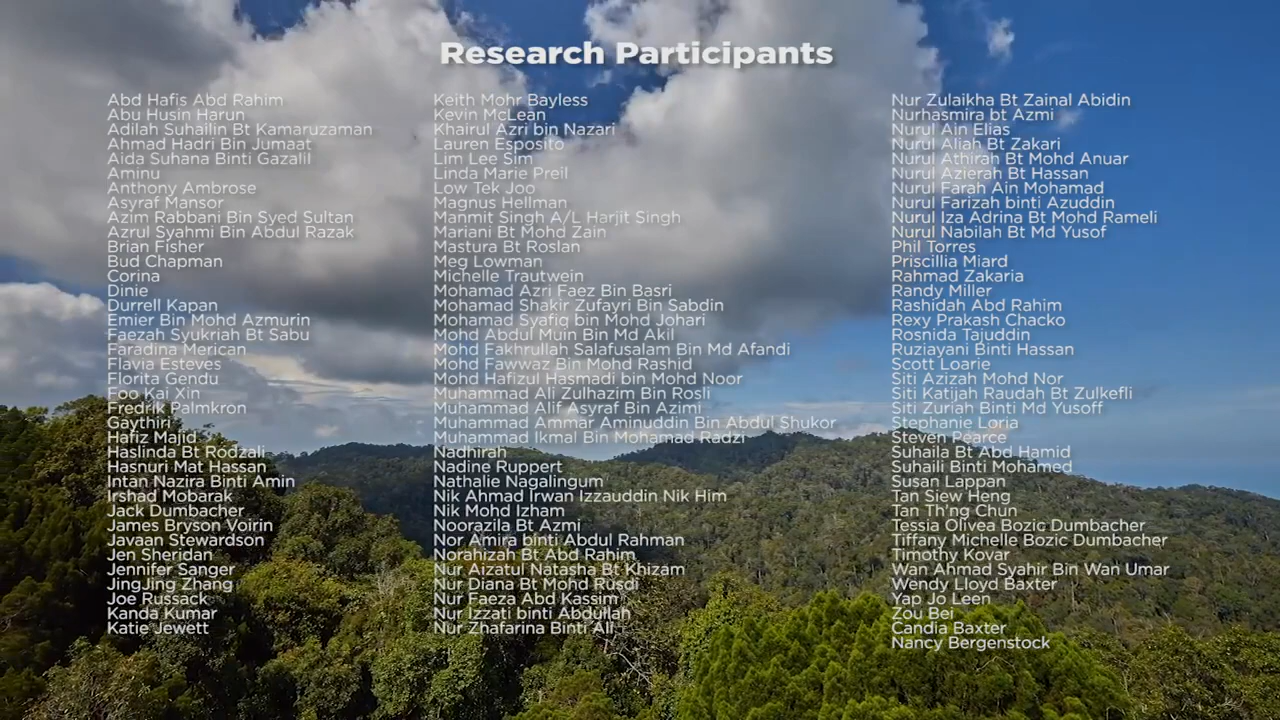 Research Participants
Abd Hafis Abd Rahim
Abu Husin Harun
Adilah Suhailin Bt Kamaruzaman
Ahmad Hadri Bin Jumaat
Aida Suhana Binti Gazalil
Aminu
Anthony Ambrose
Asyraf Mansor
Azim Rabbani Bin Syed Sultan
Azrul Syahmi Bin Abdul Razak
Brian Fisher
Bud Chapman
Corina
Dinie
Durrell Kapan
Emier Bin Mohd Azmurin
Faezah Syukriah Bt Sabu
Faradina Merican
Flavia Esteves
Florita Gendu
Foo Kai Xin
Fredrik Palmkron
Gaythiri
Hafiz Majid
Haslinda Bt Rodzali
Hasnuri Mat Hassan
Intan Nazira Binti Amin
Irshad Mobarak
Jack Dumbacher
James Bryson Voirin
Javaan Stewardson
Jen Sheridan
Jennifer Sanger
JingJing Zhang
Joe Russack
Kanda Kumar
Katie Jewett
Keith Mohr Bayless
Kevin McLean
Khairul Azri bin Nazari
Lauren Esposito
Lim Lee Sim
Linda Marie Preil
Low Tek Joo
Magnus Hellman
Manmit Singh A/L Harjit Singh
Mariani Bt Mohd Zain
Mastura Bt Roslan
Meg Lowman
Michelle Trautwein
Mohamad Azri Faez Bin Basri
Mohamad Shakir Zufayri Bin Sabdin
Mohamad Syafiq bin Mohd Johari
Mohd Abdul Muin Bin Md Akil
Mohd Fakhrullah Salafusalam Bin Md Afandi
Mohd Fawwaz Bin Mohd Rashid
Mohd Hafizul Hasmadi bin Mohd Noor
Muhammad Ali Zulhazim Bin Rosli
Muhammad Alif Asyraf Bin Azimi
Muhammad Ammar Aminuddin Bin Abdul Shukor
Muhammad Ikmal Bin Mohamad Radzi
Nadhirah
Nadine Ruppert
Nathalie Nagalingum
Nik Ahmad Irwan Izzauddin Nik Him
Nik Mohd Izham
Noorazila Bt Azmi
Nor Amira binti Abdul Rahman
Norahizah Bt Abd Rahim
Nur Aizatul Natasha Bt Khizam
Nur Diana Bt Mohd Rusdi
Nur Faeza Abd Kassim
Nur Izzati binti Abdullah
Nur Zhafarina Binti Ali
Nur Zulaikha Bt Zainal Abidin
Nurhasmira bt Azmi
Nurul Ain Elias
Nurul Aliah Bt Zakari
Nurul Athirah Bt Mohd Anuar
Nurul Azierah Bt Hassan
Nurul Farah Ain Mohamad
Nurul Farizah binti Azuddin
Nurul Iza Adrina Bt Mohd Rameli
Nurul Nabilah Bt Md Yusof
Phil Torres
Priscillia Miard
Rahmad Zakaria
Randy Miller
Rashidah Abd Rahim
Rexy Prakash Chacko
Rosnida Tajuddin
Ruziayani Binti Hassan
Scott Loarie
Siti Azizah Mohd Nor
Siti Katijah Raudah Bt Zulkefli
Siti Zuriah Binti Md Yusoff
Stephanie Loria
Steven Pearce
Suhaila Bt Abd Hamid
Suhaili Binti Mohamed
Susan Lappan
Tan Siew Heng
Tan Th'ng Chun
Tessia Olivea Bozic Dumbacher
Tiffany Michelle Bozic Dumbacher
Timothy Kovar
Wan Ahmad Syahir Bin Wan Umar
Wendy Lloyd Baxter
Yap Jo Leen
Zou Bei
Candia Baxter
Nancy Bergenstock